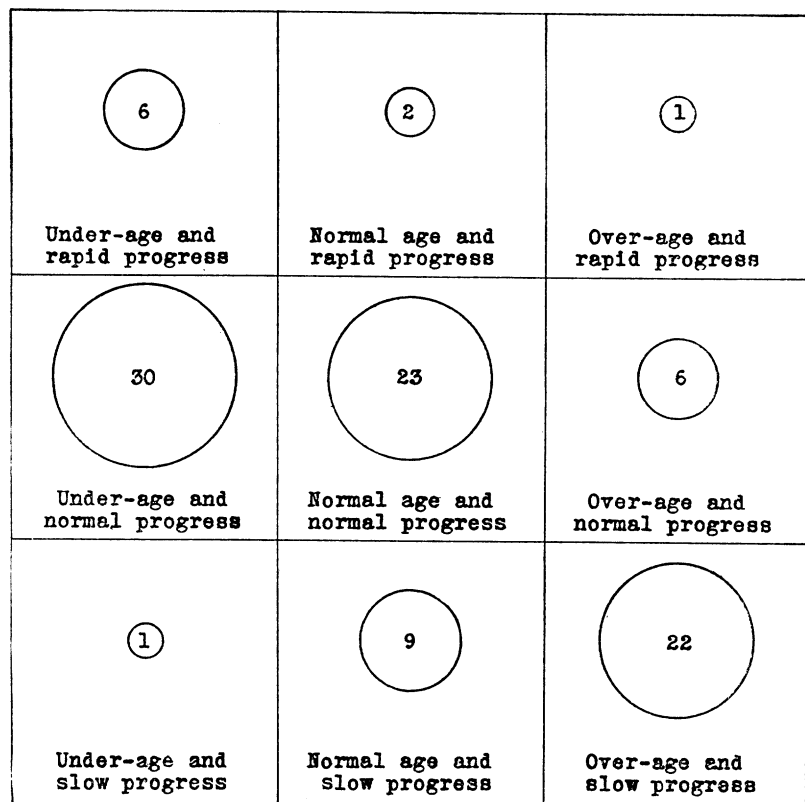 6
2
1
Under-age and
rapid progress
Normal age and
rapid progress
Over-age and
rapid progress
30
23
6
Under-age and
normal progress
Normal age and
normal progress
Over-age and
normal progress
1
9
22
Under-age and
slow progress
Normal age and
slow progress
Over-age and
slow progress